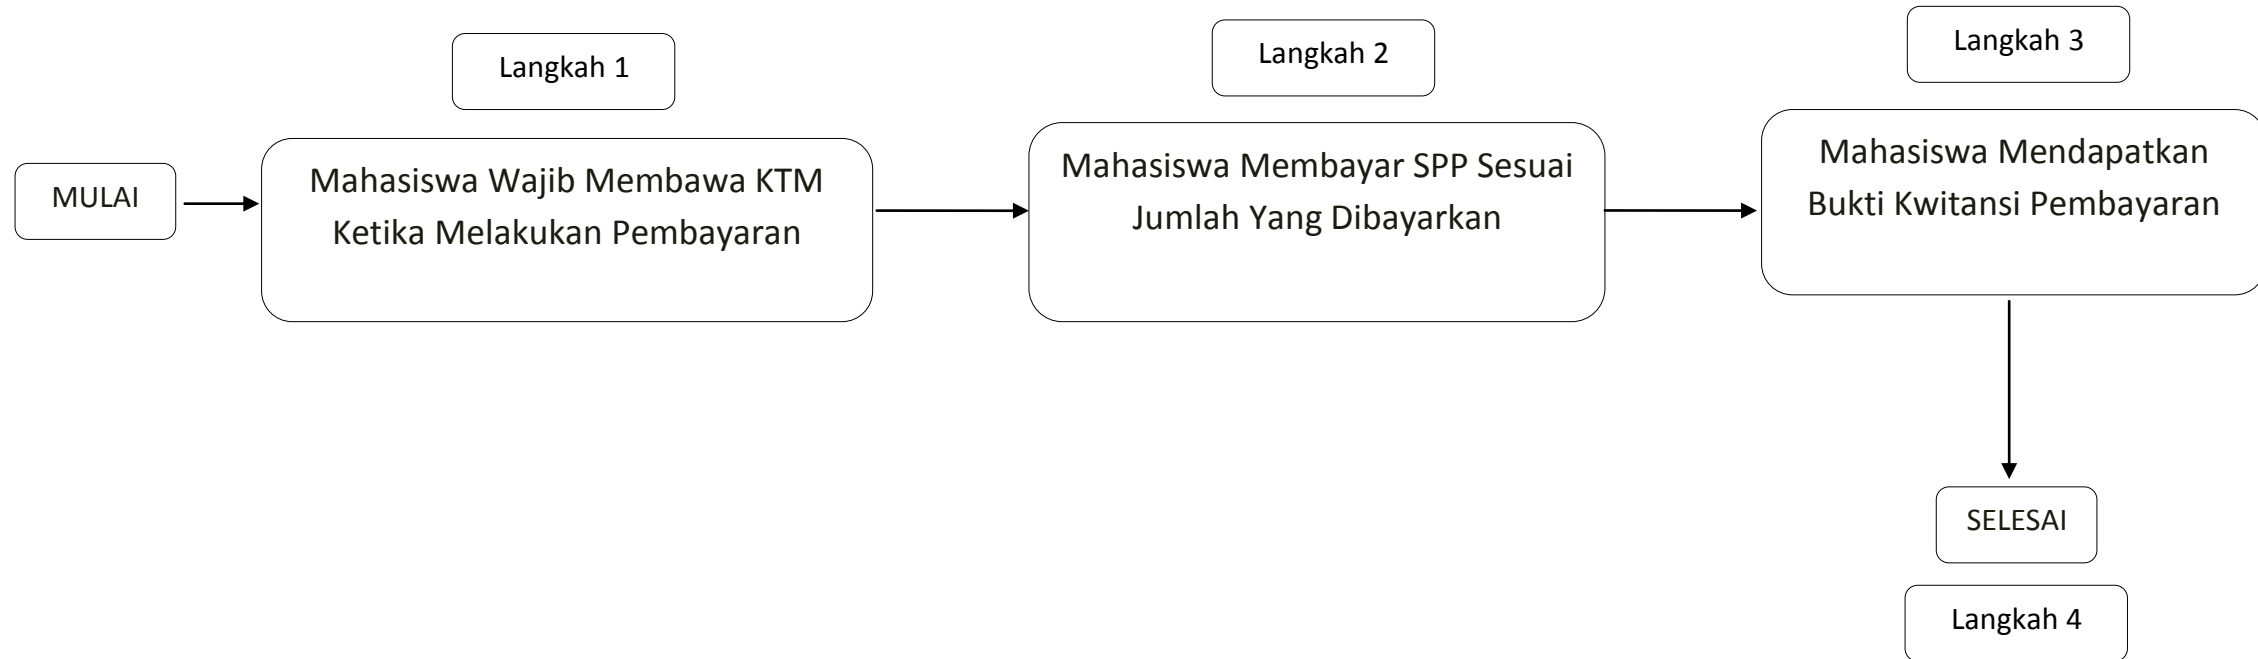 Langkah 1
Langkah 2
Langkah 3
MULAI
Mahasiswa Wajib Membawa KTM
Ketika Melakukan Pembayaran
Mahasiswa Membayar SPP Sesuai
Jumlah Yang Dibayarkan
Mahasiswa Mendapatkan
Bukti Kwitansi Pembayaran
SELESAI
Langkah 4